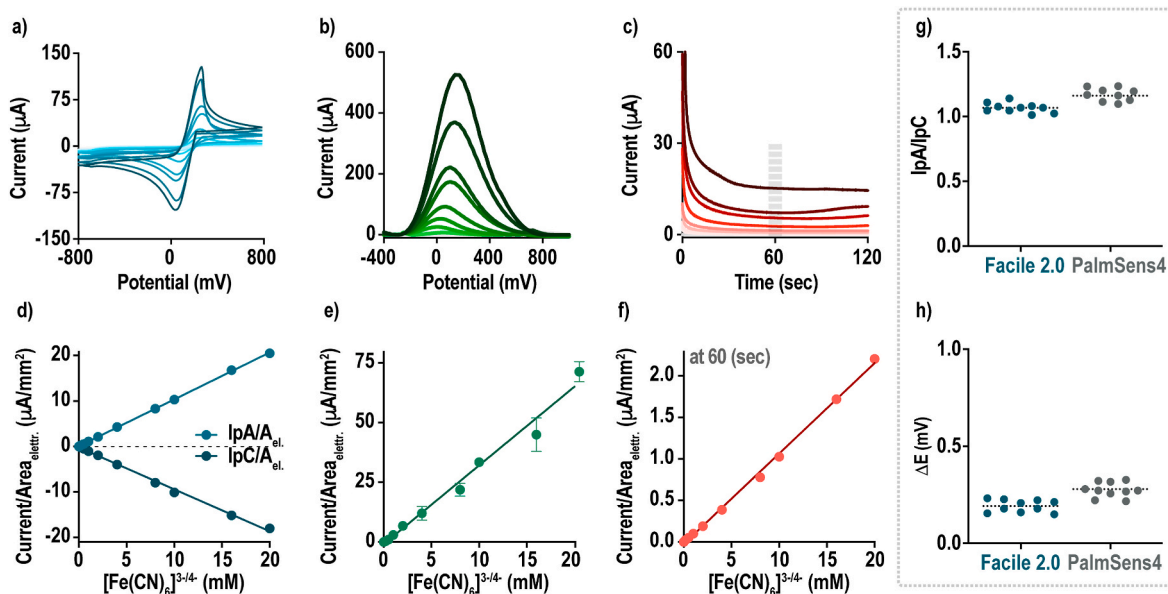 a)
Current (μA)
150
75
0
-75
-150
-800
0
800
Potential (mV)
b)
Current (μA)
600
400
200
0
-400
0
400
800
Potential (mV)
c)
Current (μA)
60
30
0
0
60
120
Time (sec)
g)
IpA/IpC
1.5
1.0
0.5
0.0
Facile 2.0 PalmSens4
d)
Current/Area elettr. (μA/mm²)
20
10
0
-10
-20
0 5 10 15 20
IpA/A el.
IpC/A el.
[Fe(CN)₆]³⁻/⁴⁻ (mM)
e)
Current/Area elettr. (μA/mm²)
75
50
25
0
0 5 10 15 20
[Fe(CN)₆]³⁻/⁴⁻ (mM)
f)
at 60 (sec)
Current/Area elettr. (μA/mm²)
2.0
1.5
1.0
0.5
0.0
0 5 10 15 20
[Fe(CN)₆]³⁻/⁴⁻ (mM)
h)
ΔE (mV)
1.0
0.5
0.0
Facile 2.0 PalmSens4